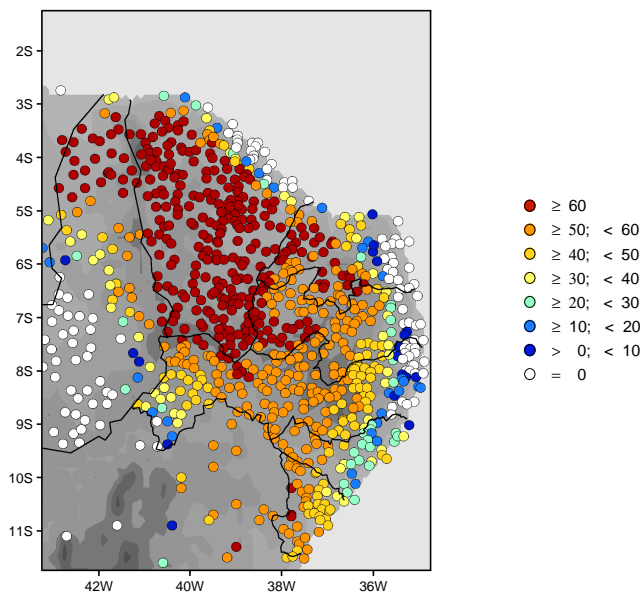 2S
3S
4S
5S
6S
7S
8S
9S
10S
11S
42W 40W 38W 36W
≥ 60
≥ 50; < 60
≥ 40; < 50
≥ 30; < 40
≥ 20; < 30
≥ 10; < 20
> 0; < 10
= 0